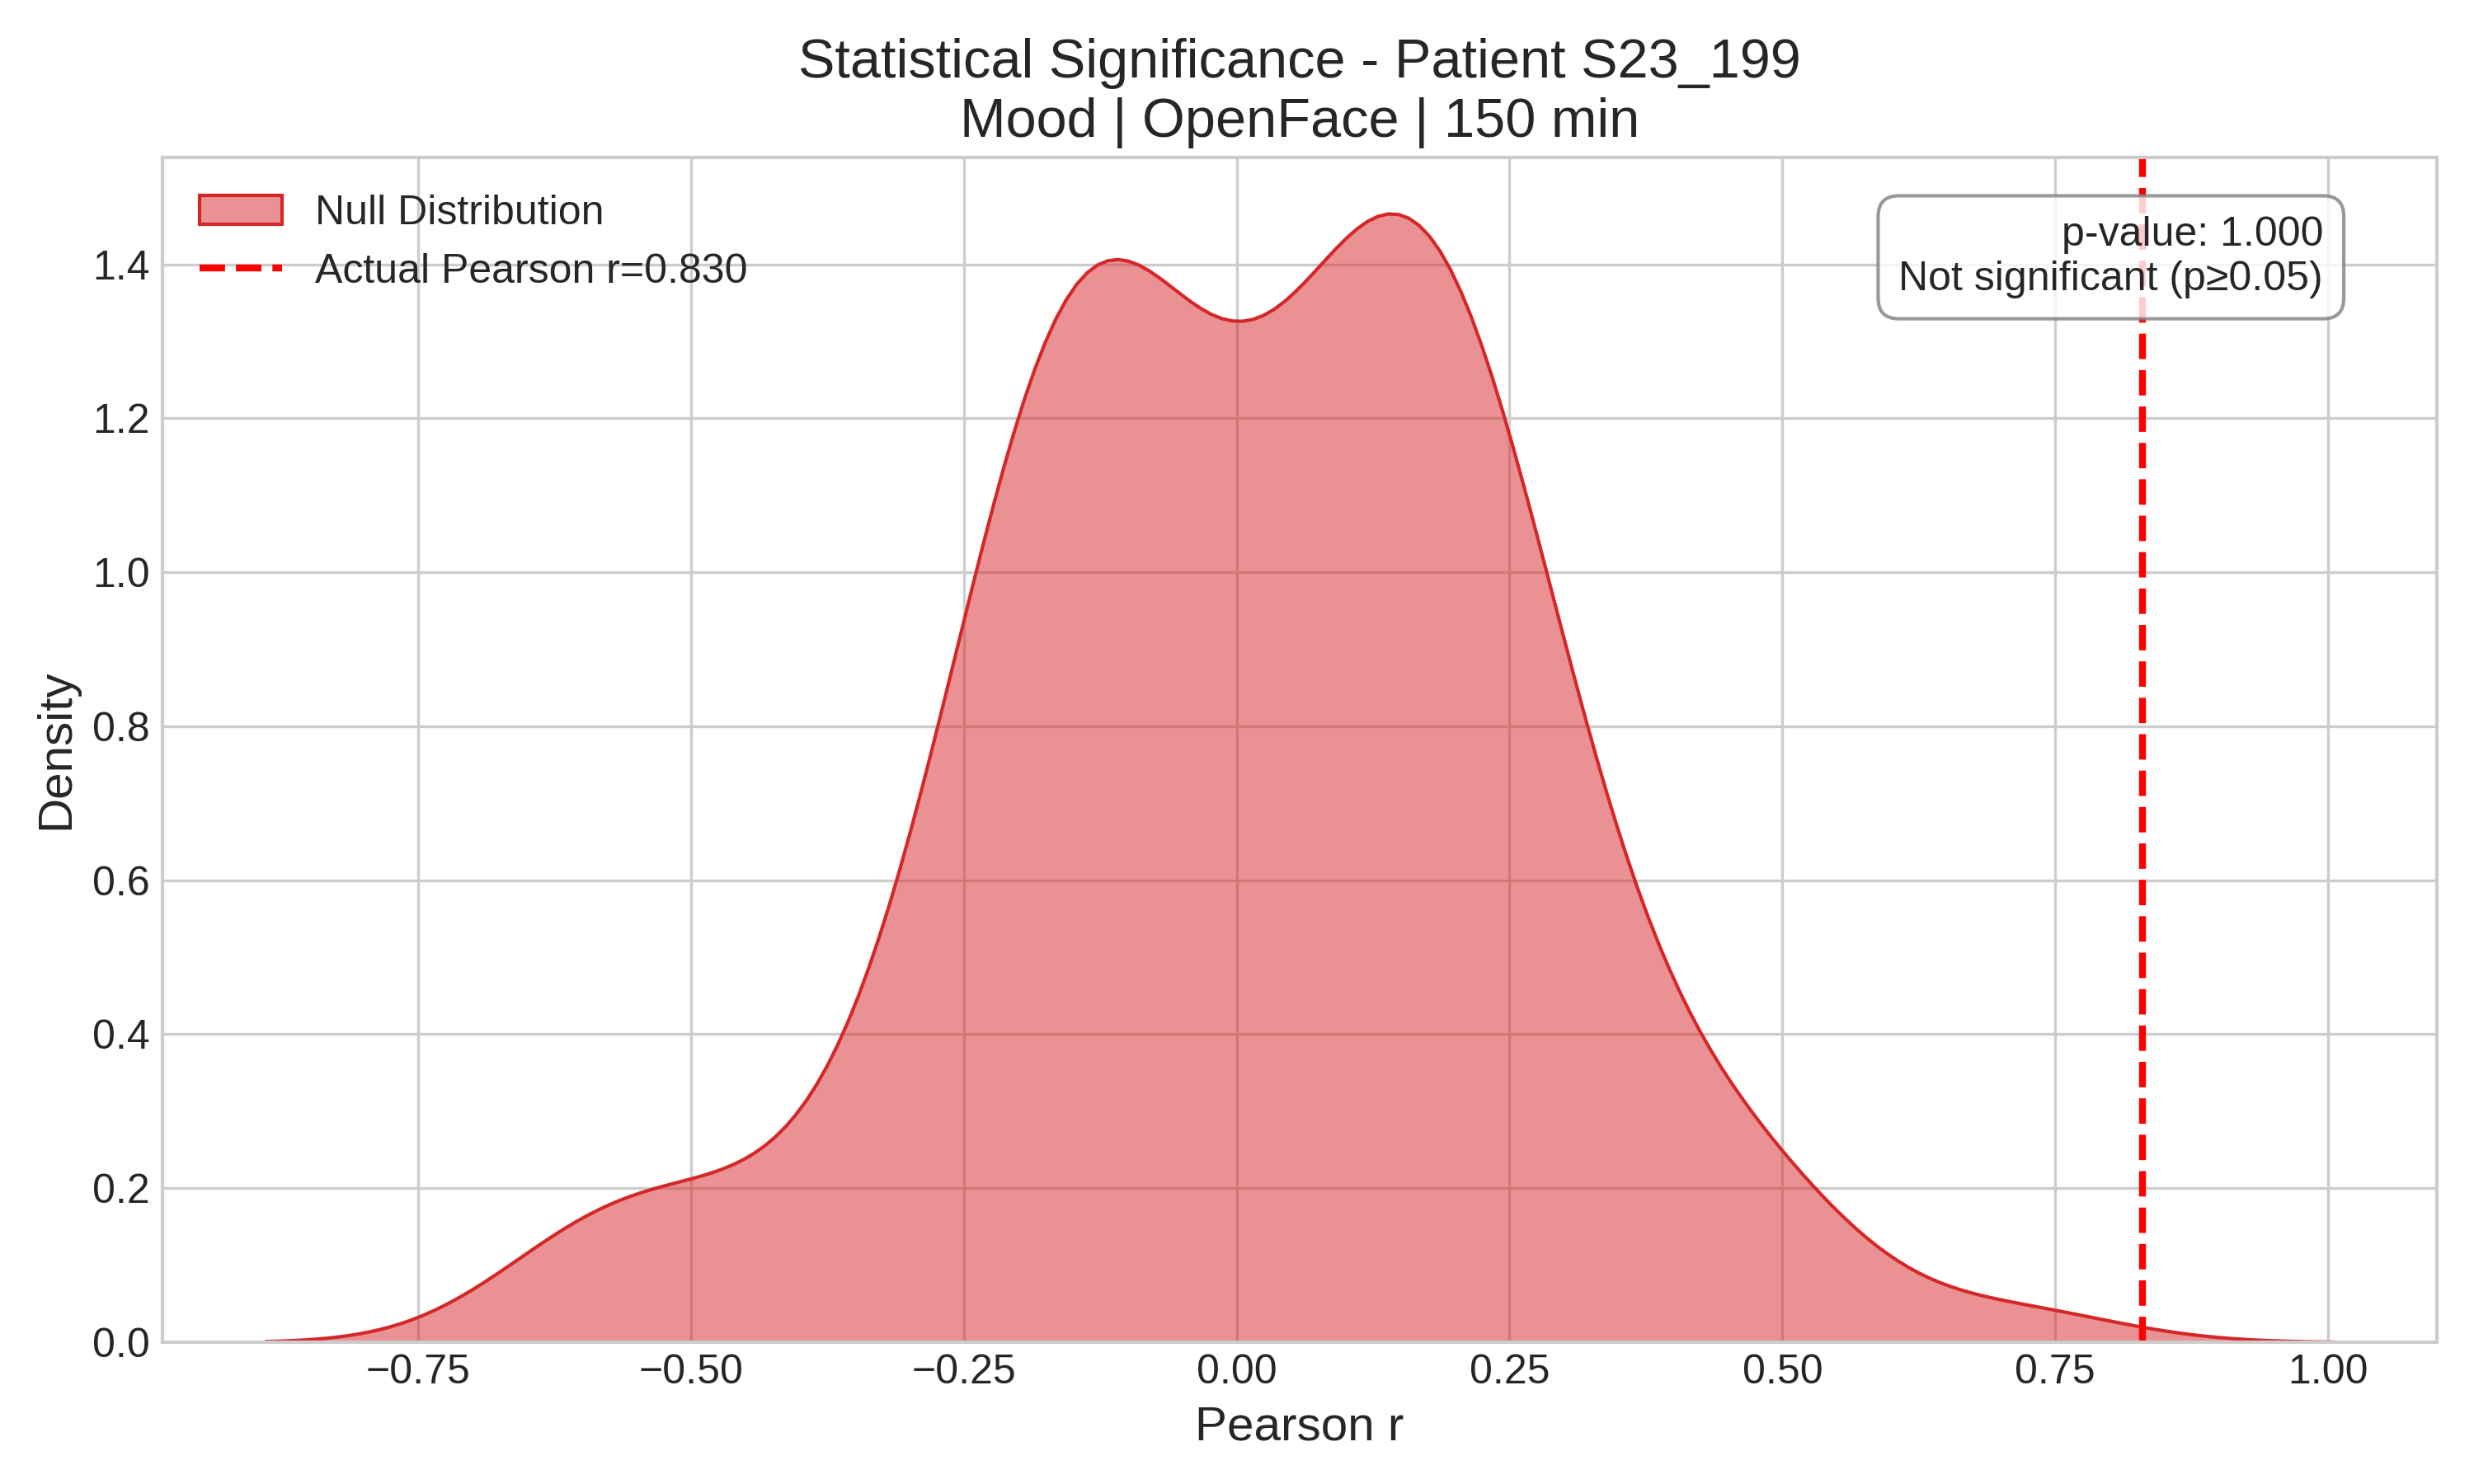 Statistical Significance - Patient S23_199
Mood | OpenFace | 150 min
Null Distribution
Actual Pearson r=0.830
p-value: 1.000
Not significant (p≥0.05)
Density
1.4
1.2
1.0
0.8
0.6
0.4
0.2
0.0
−0.75
−0.50
−0.25
0.00
0.25
0.50
0.75
1.00
Pearson r